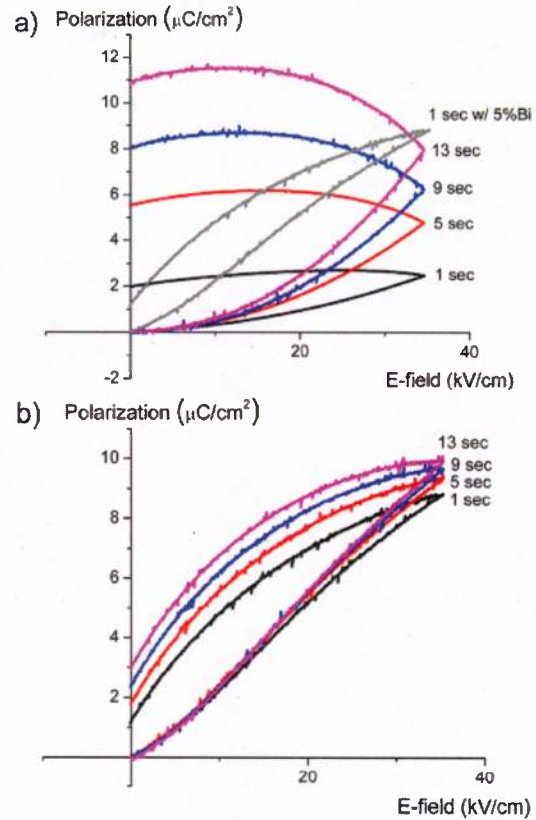 a) Polarization (μC/cm²)
12
10
8
6
4
2
-2
1 sec w/ 5%Bi
13 sec
9 sec
5 sec
1 sec
20
40
E-field (kV/cm)
b) Polarization (μC/cm²)
10
8
6
4
2
13 sec
9 sec
5 sec
1 sec
20
40
E-field (kV/cm)